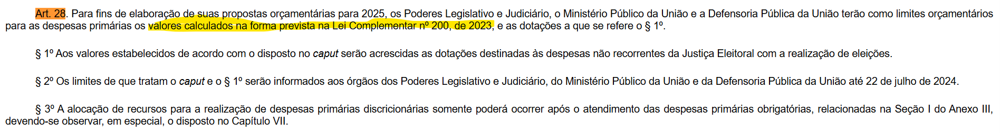 Art. 28. Para fins de elaboração de suas propostas orçamentárias para 2025, os Poderes Legislativo e Judiciário, o Ministério Público da União e a Defensoria Pública da União terão como limites orçamentários
para as despesas primárias os valores calculados na forma prevista na Lei Complementar nº 200, de 2023, e as dotações a que se refere o § 1º.
§ 1º Aos valores estabelecidos de acordo com o disposto no caput serão acrescidas as dotações destinadas às despesas não recorrentes da Justiça Eleitoral com a realização de eleições.
§ 2º Os limites de que tratam o caput e o § 1º serão informados aos órgãos dos Poderes Legislativo e Judiciário, do Ministério Público da União e da Defensoria Pública da União até 22 de julho de 2024.
§ 3º A alocação de recursos para a realização de despesas primárias discricionárias somente poderá ocorrer após o atendimento das despesas primárias obrigatórias, relacionadas na Seção I do Anexo III,
devendo-se observar, em especial, o disposto no Capítulo VII.